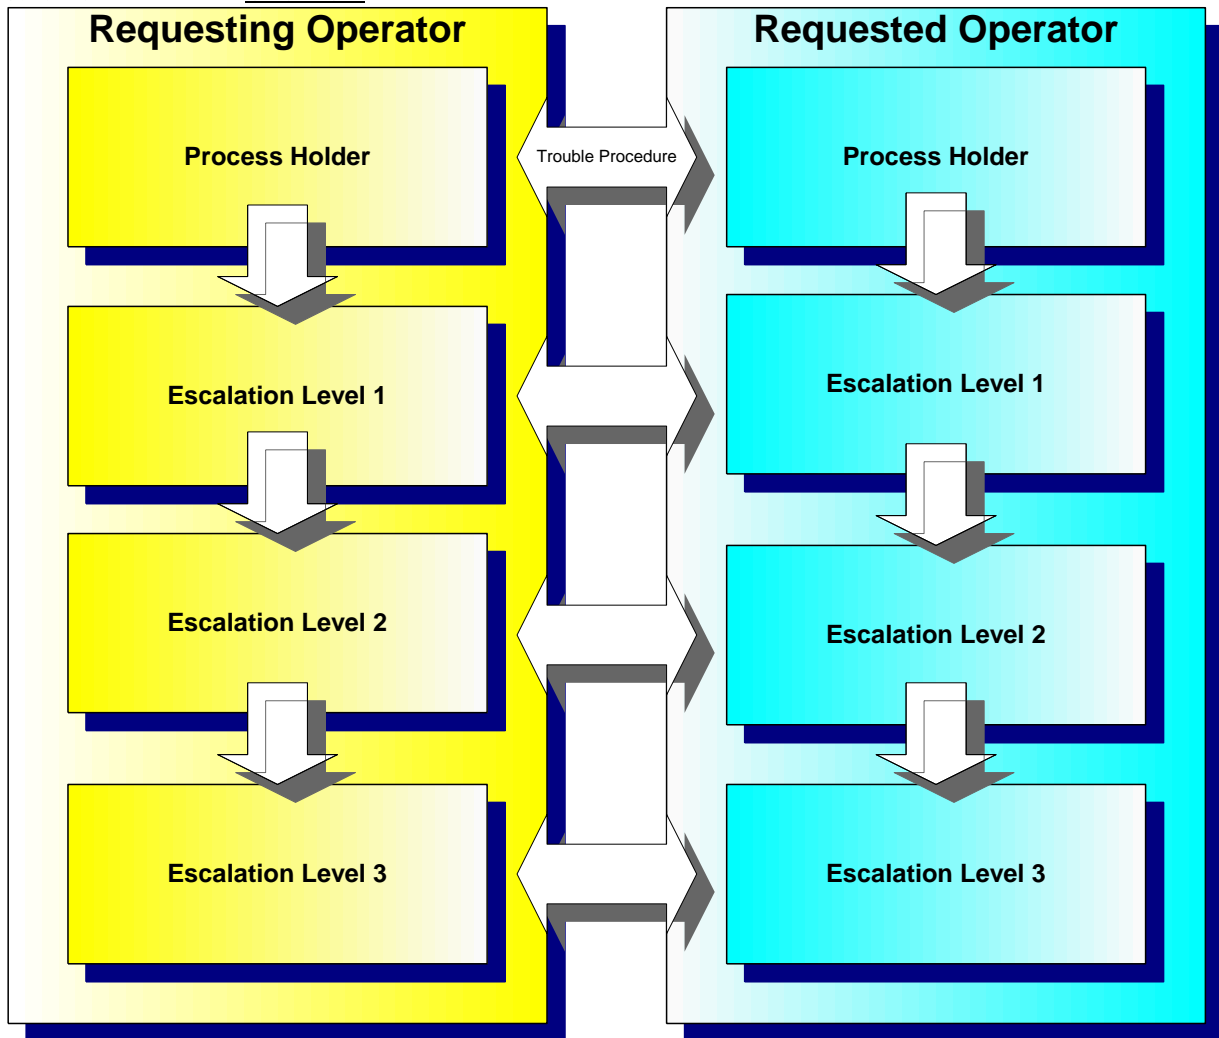 Requesting Operator
Requested Operator
Process Holder
Trouble Procedure
Process Holder
Escalation Level 1
Escalation Level 1
Escalation Level 2
Escalation Level 2
Escalation Level 3
Escalation Level 3